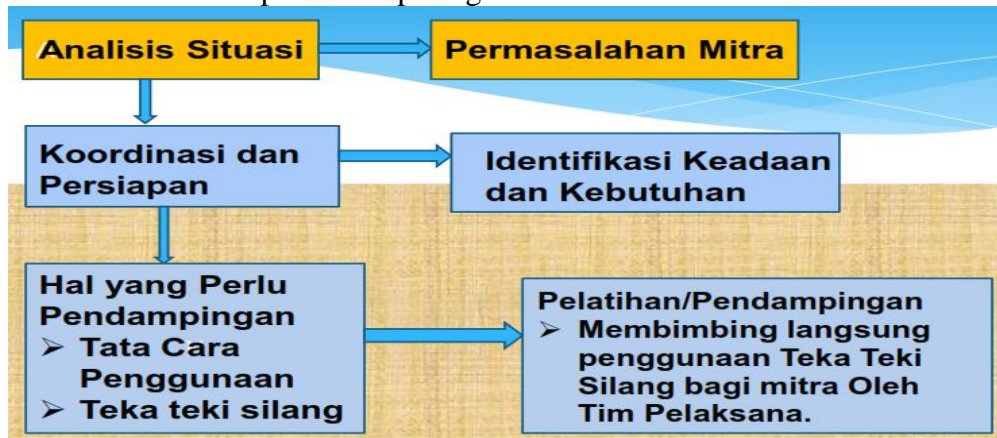 Analisis Situasi
Permasalahan Mitra
Koordinasi dan
Persiapan
Identifikasi Keadaan
dan Kebutuhan
Hal yang Perlu
Pendampingan
➢ Tata Cara
Penggunaan
➢ Teka teki silang
Pelatihan/Pendampingan
➢ Membimbing langsung
penggunaan Teka Teki
Silang bagi mitra Oleh
Tim Pelaksana.